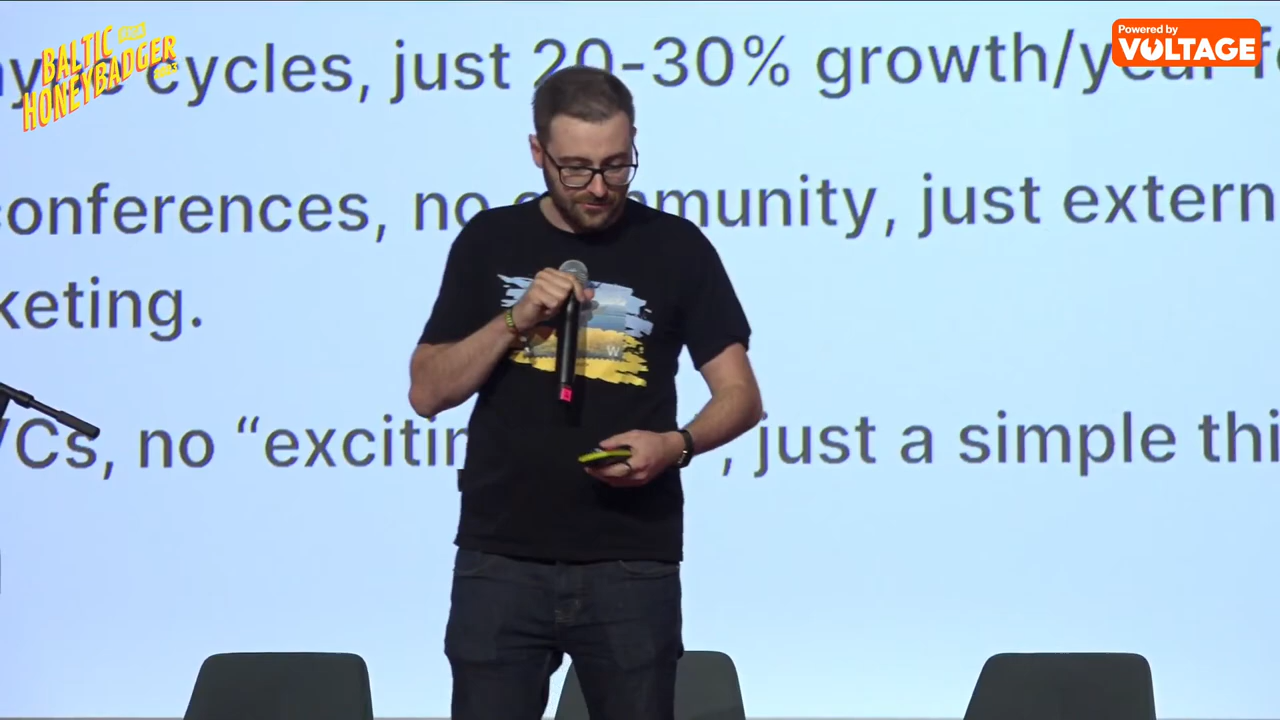 BALTIC
HONEYBADGER
Powered by
VOLTAGE
cycles, just 20-30% growth/year
conferences, no community, just extern
keting.
VCs, no “excitin , just a simple thi
W